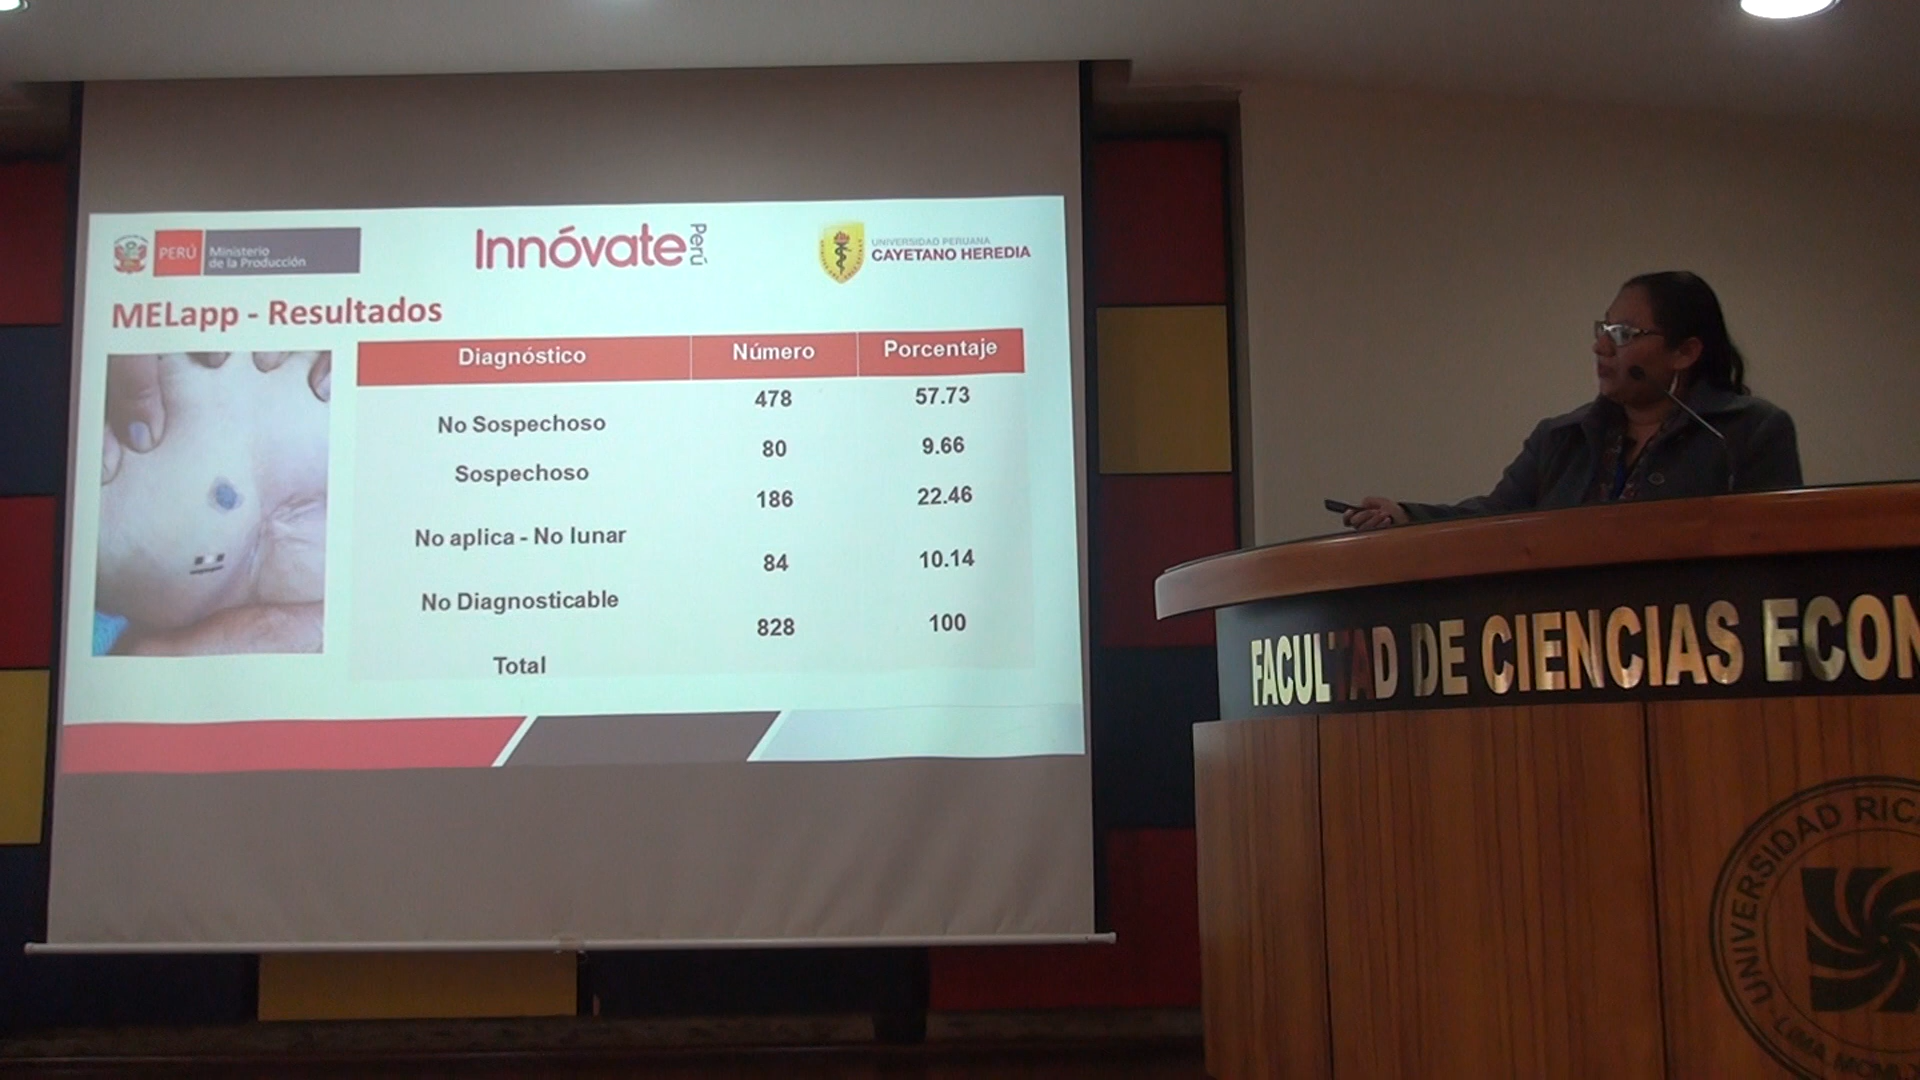 PERÚ
Ministerio
de la Producción
Innóvate
Perú
UNIVERSIDAD PERUANA
CAYETANO HEREDIA
MELapp - Resultados
Diagnóstico Número Porcentaje
No Sospechoso 478 57.73
Sospechoso 80 9.66
No aplica - No lunar 186 22.46
No Diagnosticable 84 10.14
Total 828 100
FACULTAD DE CIENCIAS ECON
UNIVERSIDAD RIC
LIMA